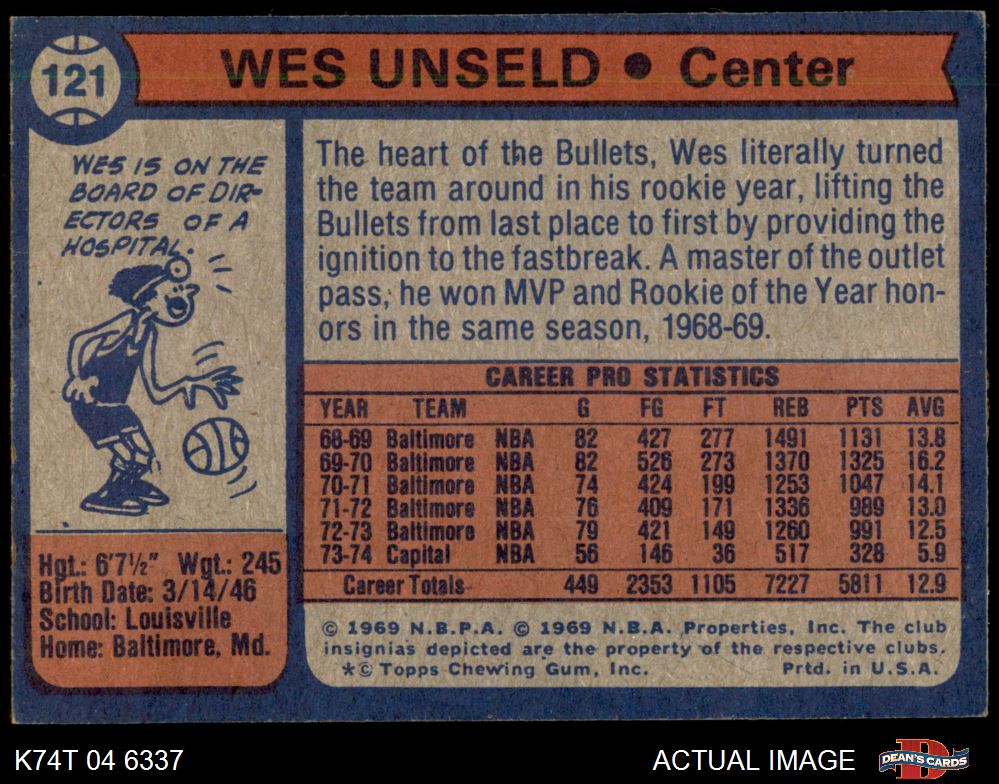 121
WES UNSELD ● Center
WES IS ON THE
BOARD OF DIR-
ECTORS OF A
HOSPITAL.
The heart of the Bullets, Wes literally turned
the team around in his rookie year, lifting the
Bullets from last place to first by providing the
ignition to the fastbreak. A master of the outlet
pass, he won MVP and Rookie of the Year hon-
ors in the same season, 1968-69.
CAREER PRO STATISTICS
YEAR TEAM G FG FT REB PTS AVG
68-69 Baltimore NBA 82 427 277 1491 1131 13.8
69-70 Baltimore NBA 82 526 273 1370 1325 16.2
70-71 Baltimore NBA 74 424 199 1253 1047 14.1
71-72 Baltimore NBA 76 409 171 1336 989 13.0
72-73 Baltimore NBA 79 421 149 1260 991 12.5
73-74 Capital NBA 56 146 36 517 328 5.9
Career Totals 449 2353 1105 7227 5811 12.9
Hgt.: 6'7½" Wgt.: 245
Birth Date: 3/14/46
School: Louisville
Home: Baltimore, Md.
© 1969 N.B.P.A. © 1969 N.B.A. Properties, Inc. The club
insignias depicted are the property of the respective clubs.
*© Topps Chewing Gum, Inc. Prtd. in U.S.A.
K74T 04 6337
ACTUAL IMAGE
DEAN'S CARDS